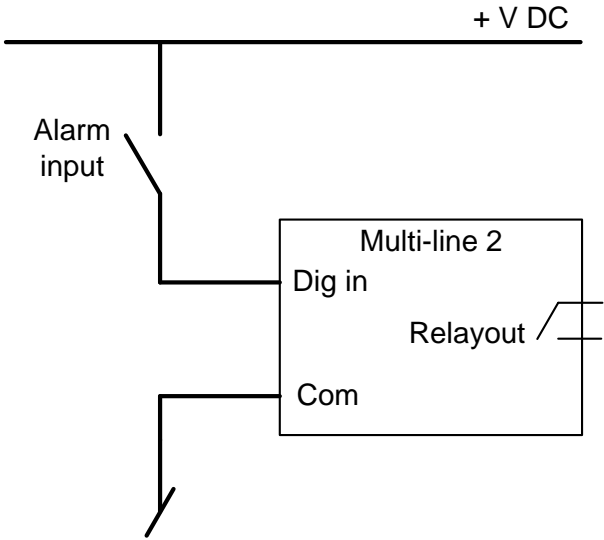 + V DC
Alarm
input
Multi-line 2
Dig in
Relayout
Com